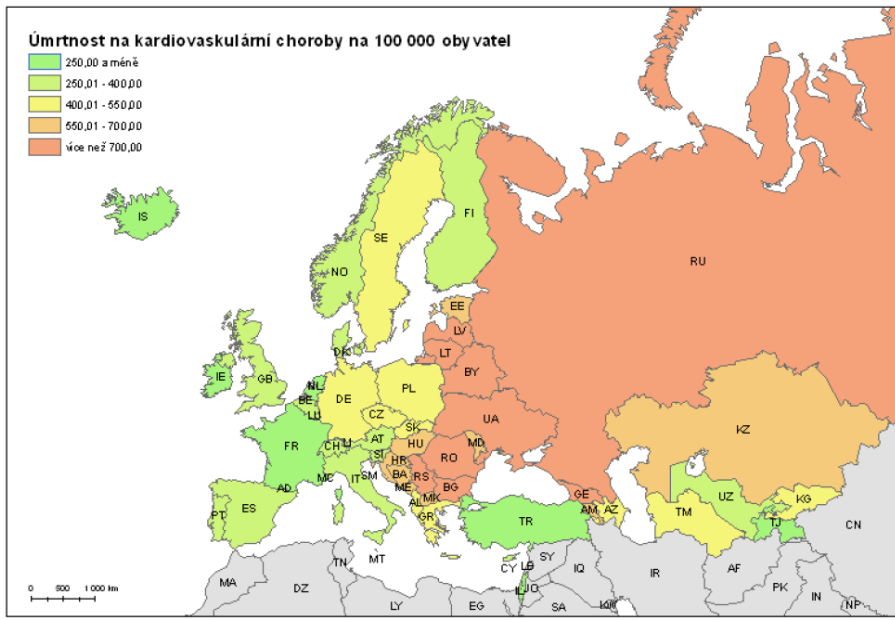 Úmrtnost na kardiovaskulární choroby na 100 000 obyvatel
250,00 a méně
250,01 - 400,00
400,01 - 550,00
550,01 - 700,00
více než 700,00
IS
FI
SE
NO
RU
EE
LV
DK
LT
IE
GB
NL
BY
BE
DE
PL
LU
CZ
UA
SK
KZ
FR
CH
LI
AT
HU
MD
SI
HR
RO
AD
MC
IT
SM
BA
RS
ME
BG
GE
UZ
KG
PT
ES
AL
MK
GR
TR
AM
AZ
TM
TJ
CN
MT
CY
LB
SY
TN
MA
DZ
IL
JO
IQ
IR
AF
PK
LY
EG
SA
KW
IN
NP
0 500 1 000 km